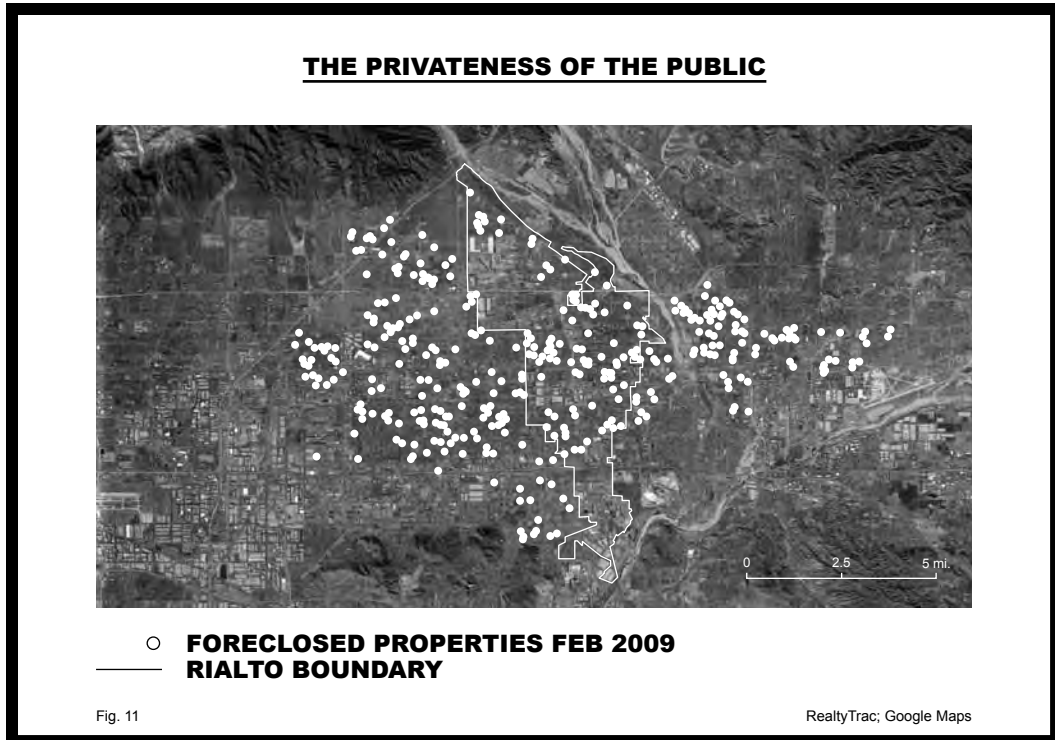 THE PRIVATENESS OF THE PUBLIC
0 2.5 5 mi.
FORECLOSED PROPERTIES FEB 2009
RIALTO BOUNDARY
Fig. 11 RealtyTrac; Google Maps